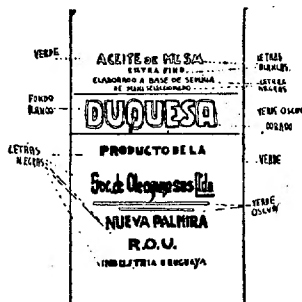 VERDE
ACEITE DE MESA
EXTRA FINO
ELABORADO A BASE DE SEMILLA
DE MANI SELECCIONADO
LETRAS
BLANCAS
LETRAS
NEGRAS
FONDO
BLANCO
DUQUESA
VERDE OSCURO
DORADO
LETRAS
NEGRAS
PRODUCTO DE LA
VERDE
Soc. de Oleaginosas Ltda
VERDE
OSCURO
NUEVA PALMIRA
R.O.U.
INDUSTRIA URUGUAYA